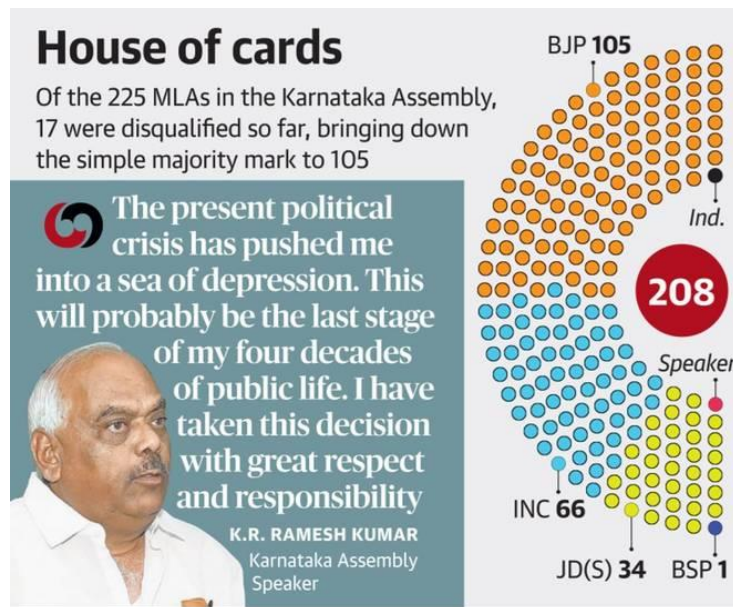 House of cards
Of the 225 MLAs in the Karnataka Assembly,
17 were disqualified so far, bringing down
the simple majority mark to 105
The present political
crisis has pushed me
into a sea of depression. This
will probably be the last stage
of my four decades
of public life. I have
taken this decision
with great respect
and responsibility
K.R. RAMESH KUMAR
Karnataka Assembly
Speaker
BJP 105
Ind.
208
Speaker
INC 66
JD(S) 34
BSP 1